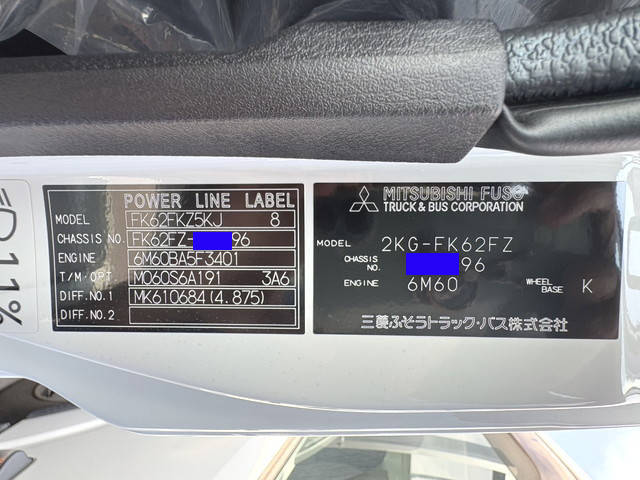 POWER LINE LABEL
MODEL FK62FKZ5KJ 8
CHASSIS NO. FK62FZ- 96
ENGINE 6M60BA5F3401
T/M・OPT M060S6A191 3A6
DIFF.NO.1 MK610684(4.875)
DIFF.NO.2
MITSUBISHI FUSO
TRUCK & BUS CORPORATION
MODEL 2KG-FK62FZ
CHASSIS NO. 96
ENGINE 6M60 WHEEL BASE K
三菱ふそうトラック・バス株式会社
D11%